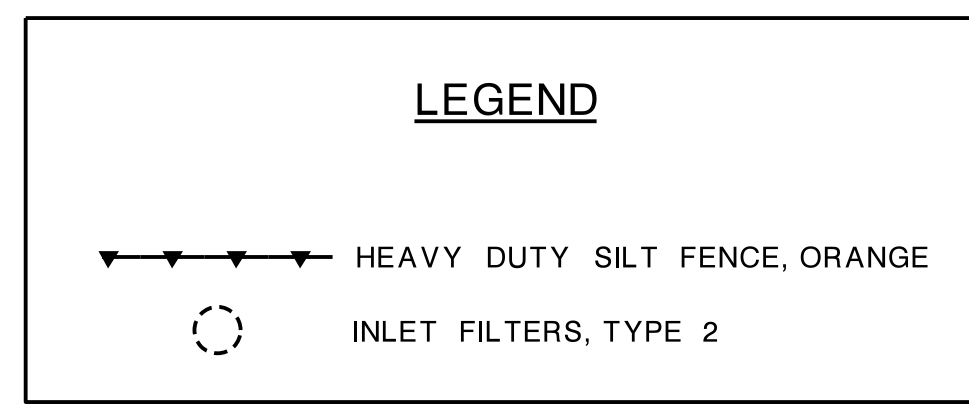 LEGEND
HEAVY DUTY SILT FENCE, ORANGE
INLET FILTERS, TYPE 2